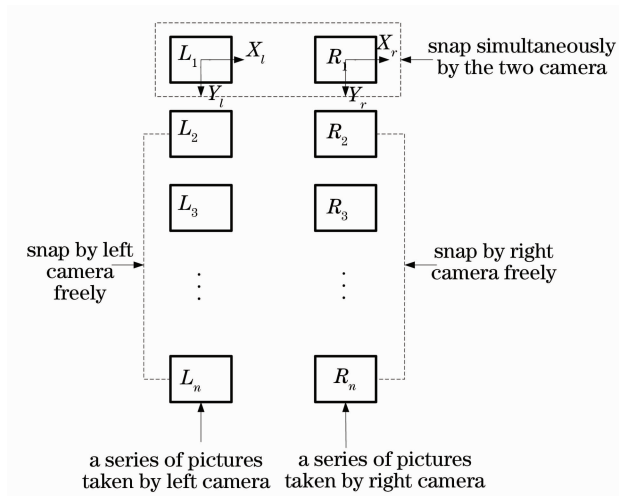 L1 Xl
Yl
R1 Xr
Yr
snap simultaneously
by the two camera
L2
R2
L3
R3
snap by left
camera
freely
snap by right
camera freely
Ln
Rn
a series of pictures
taken by left camera
a series of pictures
taken by right camera